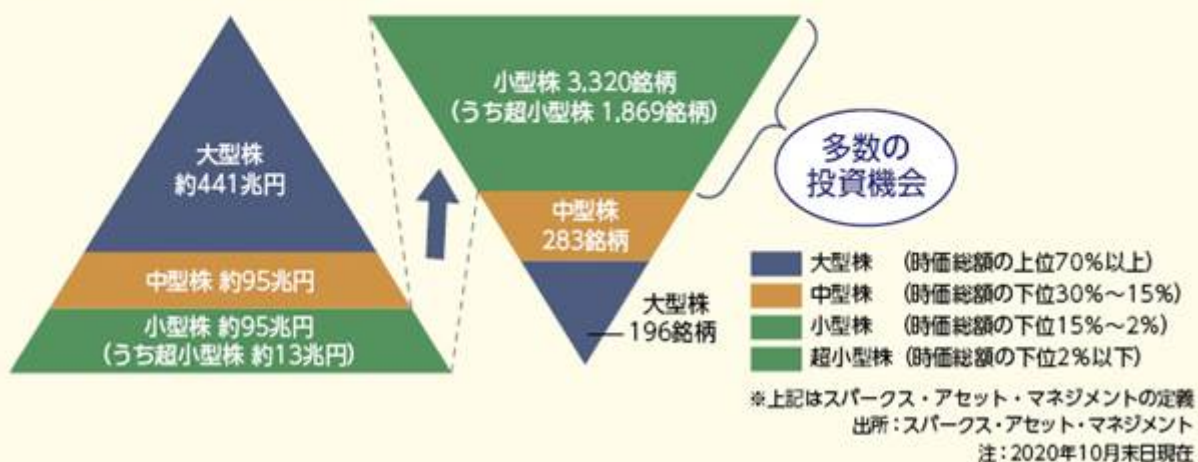 大型株
約441兆円
中型株 約95兆円
小型株 約95兆円
(うち超小型株 約13兆円)
小型株 3,320銘柄
(うち超小型株 1,869銘柄)
中型株
283銘柄
大型株
196銘柄
多数の
投資機会
大型株 (時価総額の上位70%以上)
中型株 (時価総額の下位30%～15%)
小型株 (時価総額の下位15%～2%)
超小型株 (時価総額の下位2%以下)
※上記はスパークス・アセット・マネジメントの定義
出所：スパークス・アセット・マネジメント
注：2020年10月末日現在